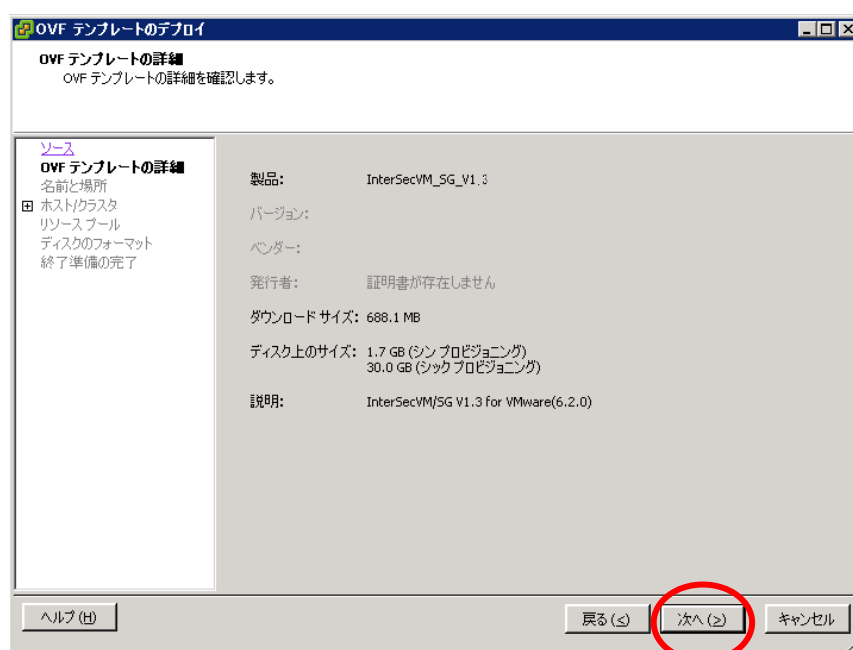 OVF テンプレートのデプロイ
OVF テンプレートの詳細
OVF テンプレートの詳細を確認します。
ソース
OVF テンプレートの詳細
名前と場所
ホスト/クラスタ
リソース プール
ディスクのフォーマット
終了準備の完了
製品: InterSecVM_SG_V1.3
バージョン:
ベンダー:
発行者: 証明書が存在しません
ダウンロード サイズ: 688.1 MB
ディスク上のサイズ: 1.7 GB (シン プロビジョニング)
30.0 GB (シック プロビジョニング)
説明: InterSecVM/SG V1.3 for VMware(6.2.0)
ヘルプ (H) 戻る (≤) 次へ (≥) キャンセル